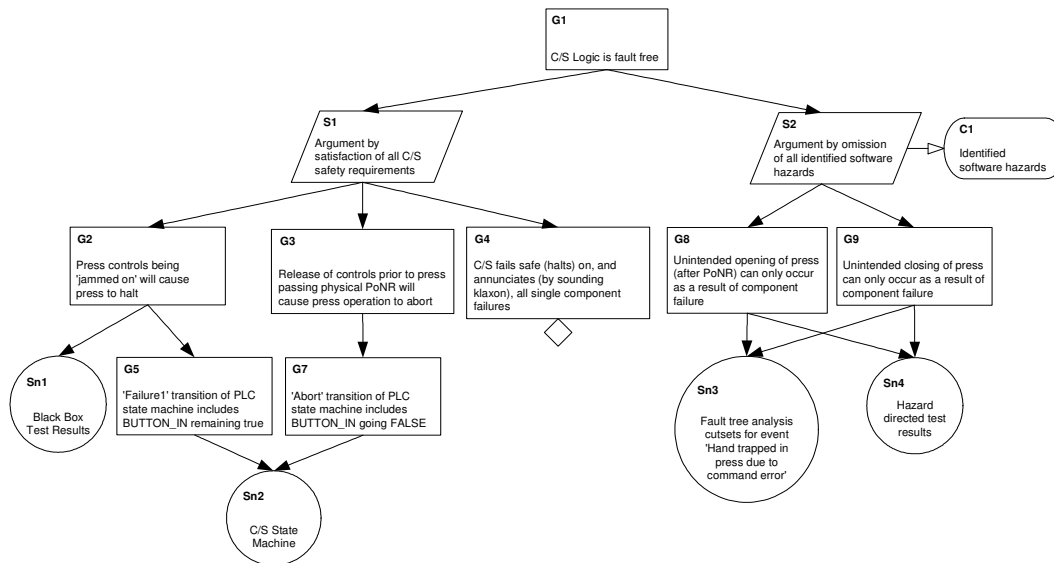 G1
C/S Logic is fault free
S1
Argument by
satisfaction of all C/S
safety requirements
S2
Argument by omission
of all identified software
hazards
C1
Identified
software hazards
G2
Press controls being
'jammed on' will cause
press to halt
G3
Release of controls prior to press
passing physical PoNR will
cause press operation to abort
G4
C/S fails safe (halts) on, and
annunciates (by sounding
klaxon), all single component
failures
G8
Unintended opening of press
(after PoNR) can only occur
as a result of component
failure
G9
Unintended closing of press
can only occur as a result of
component failure
Sn1
Black Box
Test Results
G5
'Failure1' transition of PLC
state machine includes
BUTTON_IN remaining true
G7
'Abort' transition of PLC
state machine includes
BUTTON_IN going FALSE
Sn3
Fault tree analysis
cutsets for event
'Hand trapped in
press due to
command error'
Sn4
Hazard
directed test
results
Sn2
C/S State
Machine